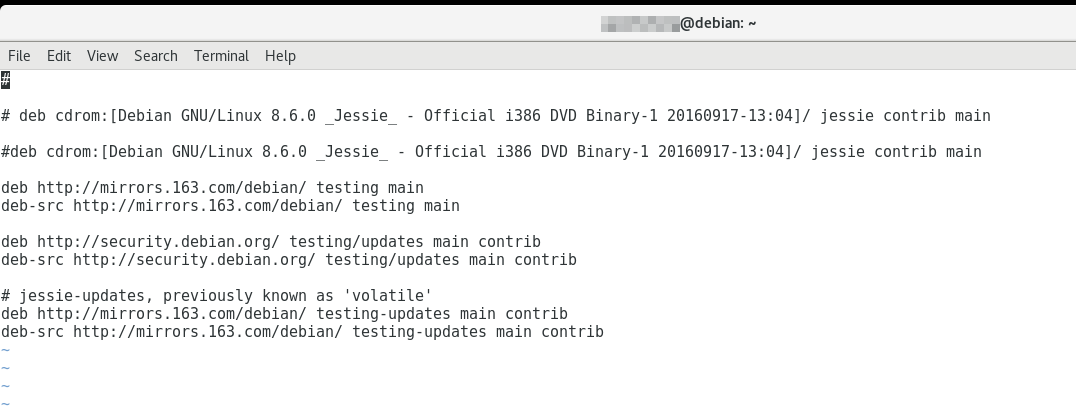 @debian: ~
File Edit View Search Terminal Help
#
# deb cdrom:[Debian GNU/Linux 8.6.0 _Jessie_ - Official i386 DVD Binary-1 20160917-13:04]/ jessie contrib main
#deb cdrom:[Debian GNU/Linux 8.6.0 _Jessie_ - Official i386 DVD Binary-1 20160917-13:04]/ jessie contrib main
deb http://mirrors.163.com/debian/ testing main
deb-src http://mirrors.163.com/debian/ testing main
deb http://security.debian.org/ testing/updates main contrib
deb-src http://security.debian.org/ testing/updates main contrib
# jessie-updates, previously known as 'volatile'
deb http://mirrors.163.com/debian/ testing-updates main contrib
deb-src http://mirrors.163.com/debian/ testing-updates main contrib
~
~
~
~